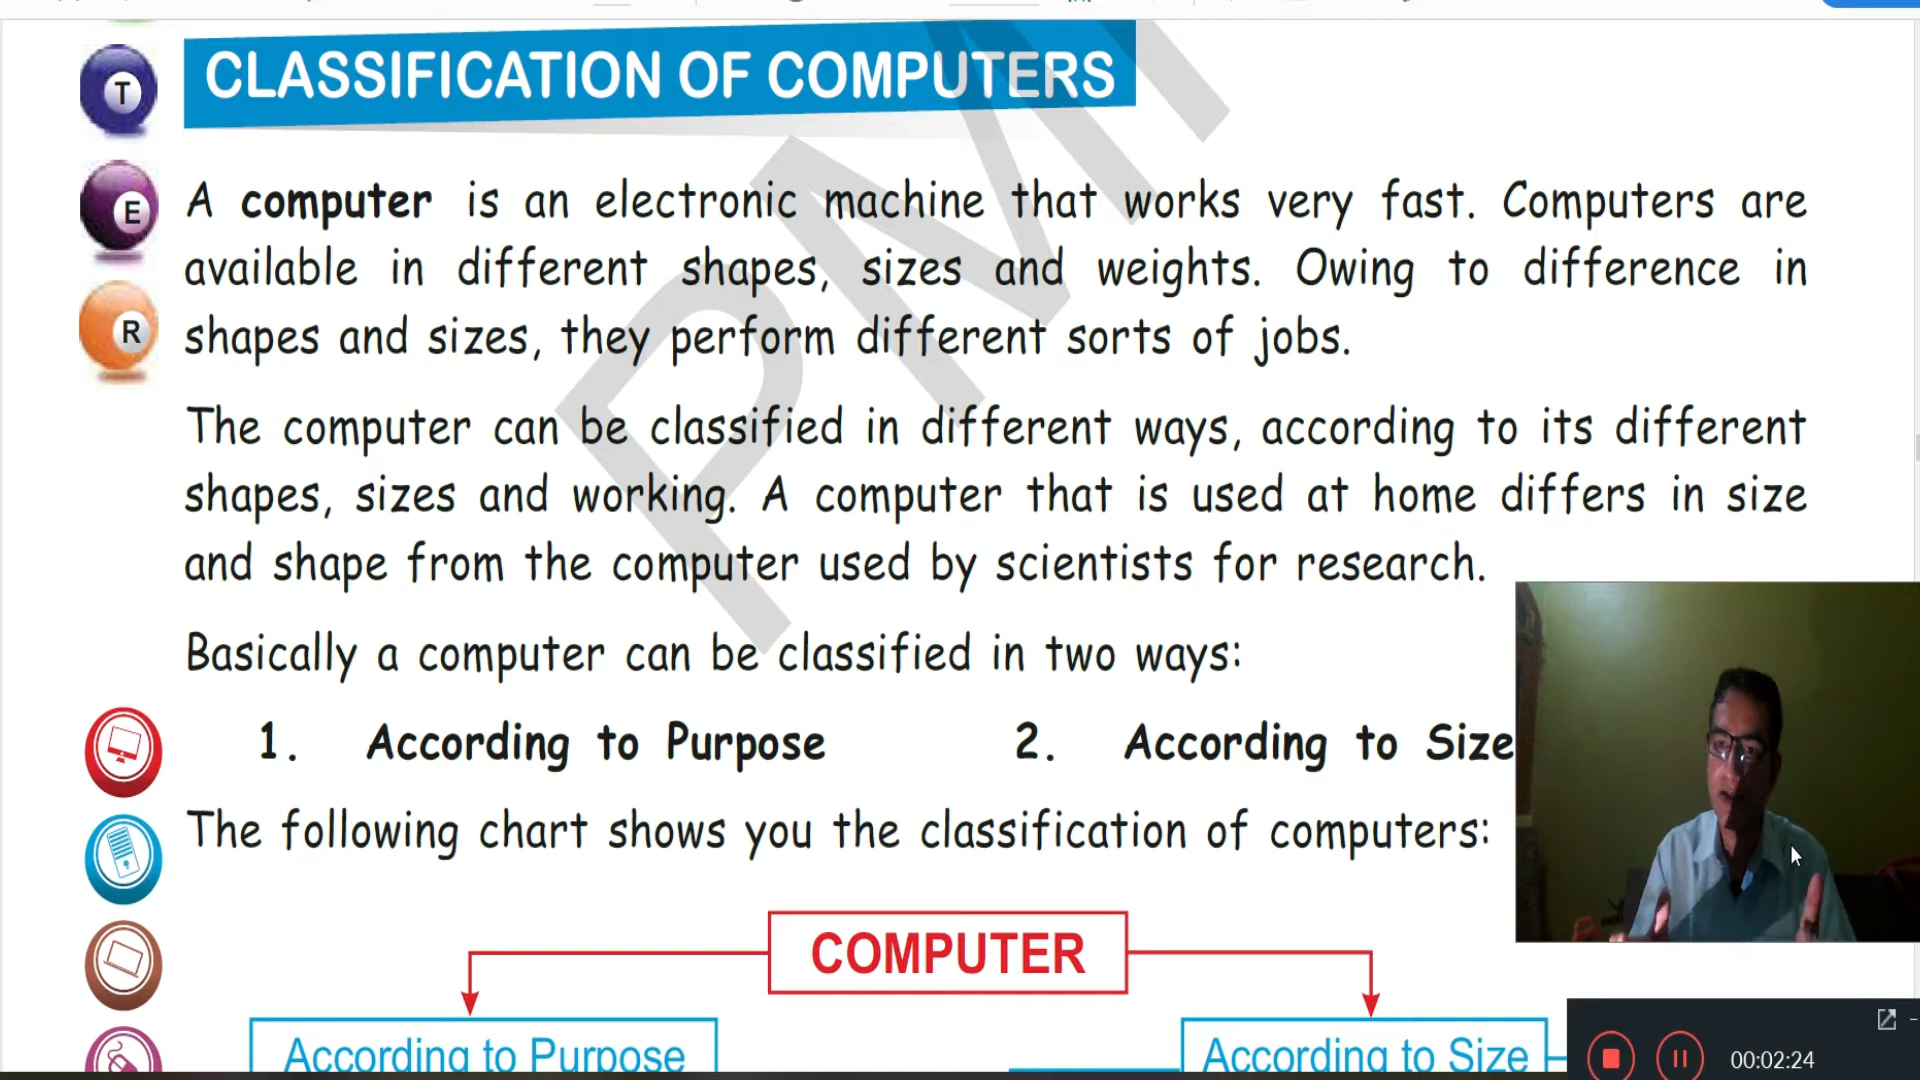 T
CLASSIFICATION OF COMPUTERS
E
R
A computer is an electronic machine that works very fast. Computers are
available in different shapes, sizes and weights. Owing to difference in
shapes and sizes, they perform different sorts of jobs.
The computer can be classified in different ways, according to its different
shapes, sizes and working. A computer that is used at home differs in size
and shape from the computer used by scientists for research.
Basically a computer can be classified in two ways:
1. According to Purpose 2. According to Size
The following chart shows you the classification of computers:
COMPUTER
According to Purpose According to Size
00:02:24
PM